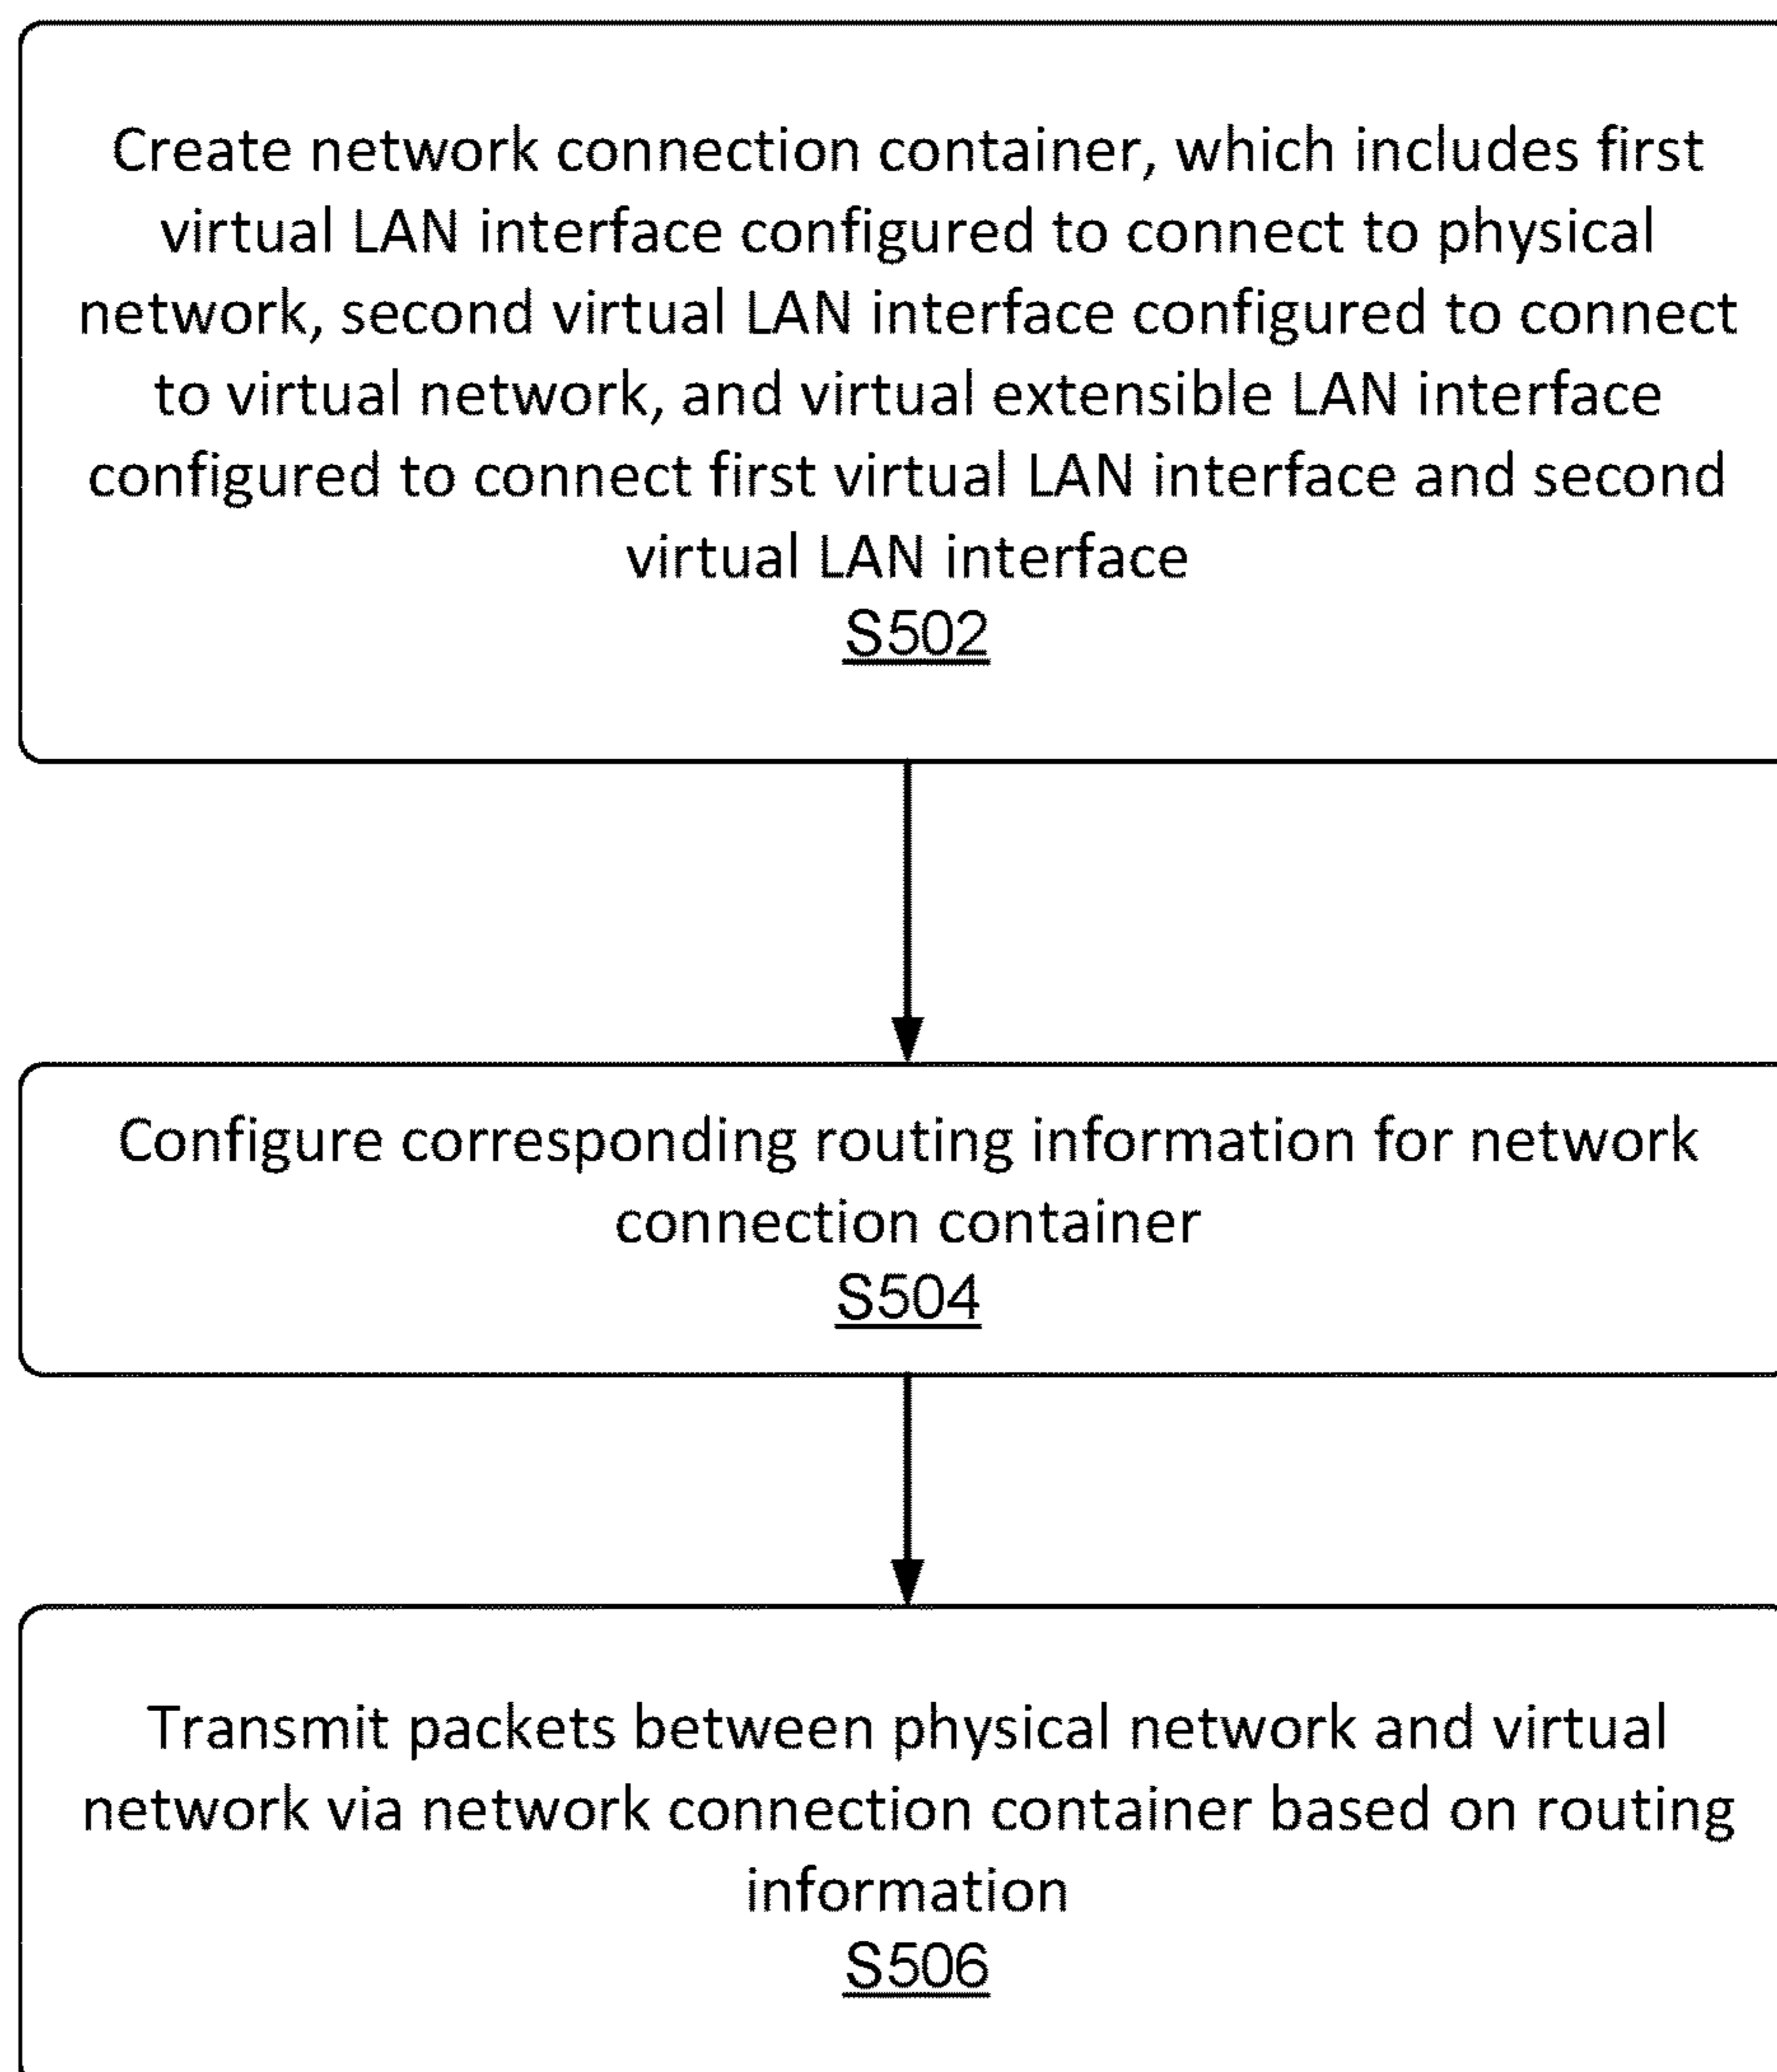 Create network connection container, which includes first
virtual LAN interface configured to connect to physical
network, second virtual LAN interface configured to connect
to virtual network, and virtual extensible LAN interface
configured to connect first virtual LAN interface and second
virtual LAN interface
S502
Configure corresponding routing information for network
connection container
S504
Transmit packets between physical network and virtual
network via network connection container based on routing
information
S506